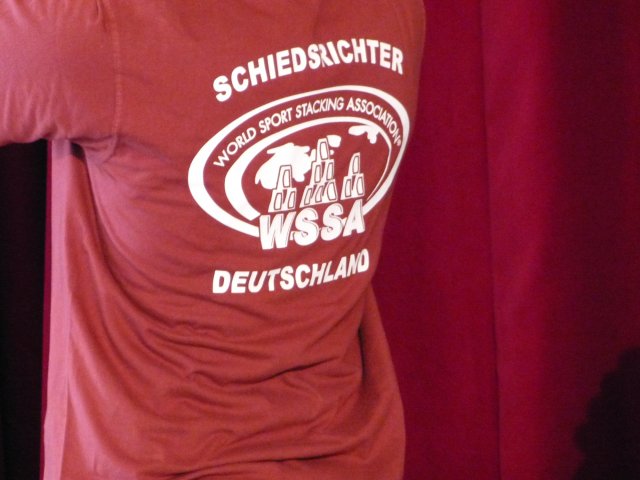 SCHIEDSRICHTER
WORLD SPORT STACKING ASSOCIATION®
WSSA
DEUTSCHLAND